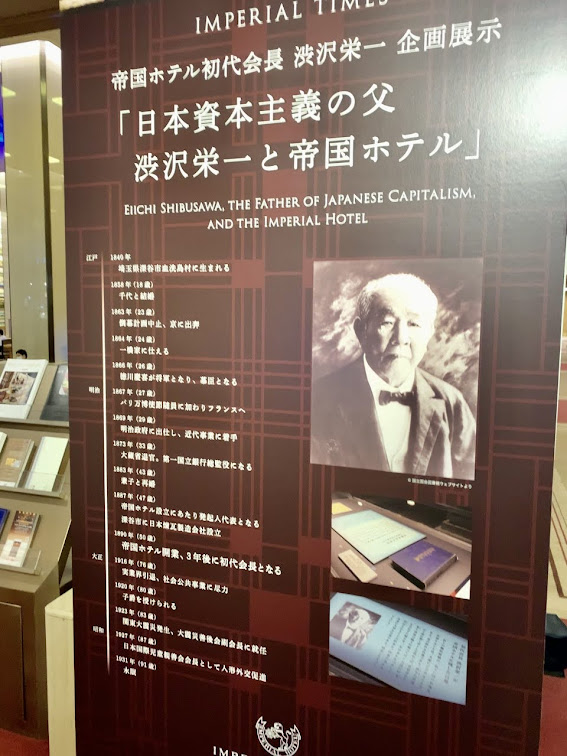 IMPERIAL TIMES
帝国ホテル初代会長 渋沢栄一 企画展示
「日本資本主義の父
渋沢栄一と帝国ホテル」
EIICHI SHIBUSAWA, THE FATHER OF JAPANESE CAPITALISM,
AND THE IMPERIAL HOTEL
江戸
1840年
埼玉県深谷市血洗島村に生まれる
1858年(18歳)
千代と結婚
1863年(23歳)
倒幕計画中止、京に出奔
1864年(24歳)
一橋家に仕える
1866年(26歳)
徳川慶喜が将軍となり、幕臣となる
明治
1867年(27歳)
パリ万博使節随員に加わりフランスへ
1869年(29歳)
明治政府に出仕し、近代事業に着手
1873年(33歳)
大蔵省退官。第一国立銀行総監役になる
1883年(43歳)
兼子と再婚
1887年(47歳)
帝国ホテル設立にあたり発起人代表となる
深谷市に日本煉瓦製造会社設立
1890年(50歳)
帝国ホテル開業、3年後に初代会長となる
大正
1916年(76歳)
実業界引退、社会公共事業に尽力
1920年(80歳)
子爵を授けられる
1923年(83歳)
関東大震災発生、大震災善後会副会長に就任
昭和
1927年(87歳)
日本国際児童親善会会長として人形外交促進
1931年(91歳)
永眠